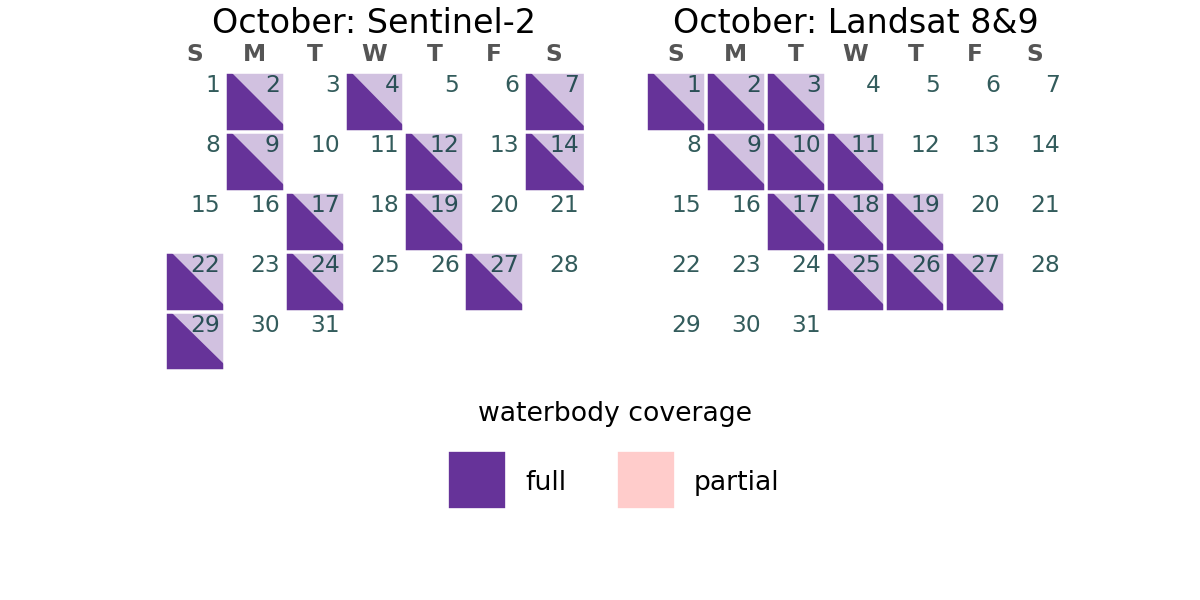 October: Sentinel-2
S M T W T F S
1 2 3 4 5 6 7
8 9 10 11 12 13 14
15 16 17 18 19 20 21
22 23 24 25 26 27 28
29 30 31
October: Landsat 8&9
S M T W T F S
1 2 3 4 5 6 7
8 9 10 11 12 13 14
15 16 17 18 19 20 21
22 23 24 25 26 27 28
29 30 31
waterbody coverage
full partial